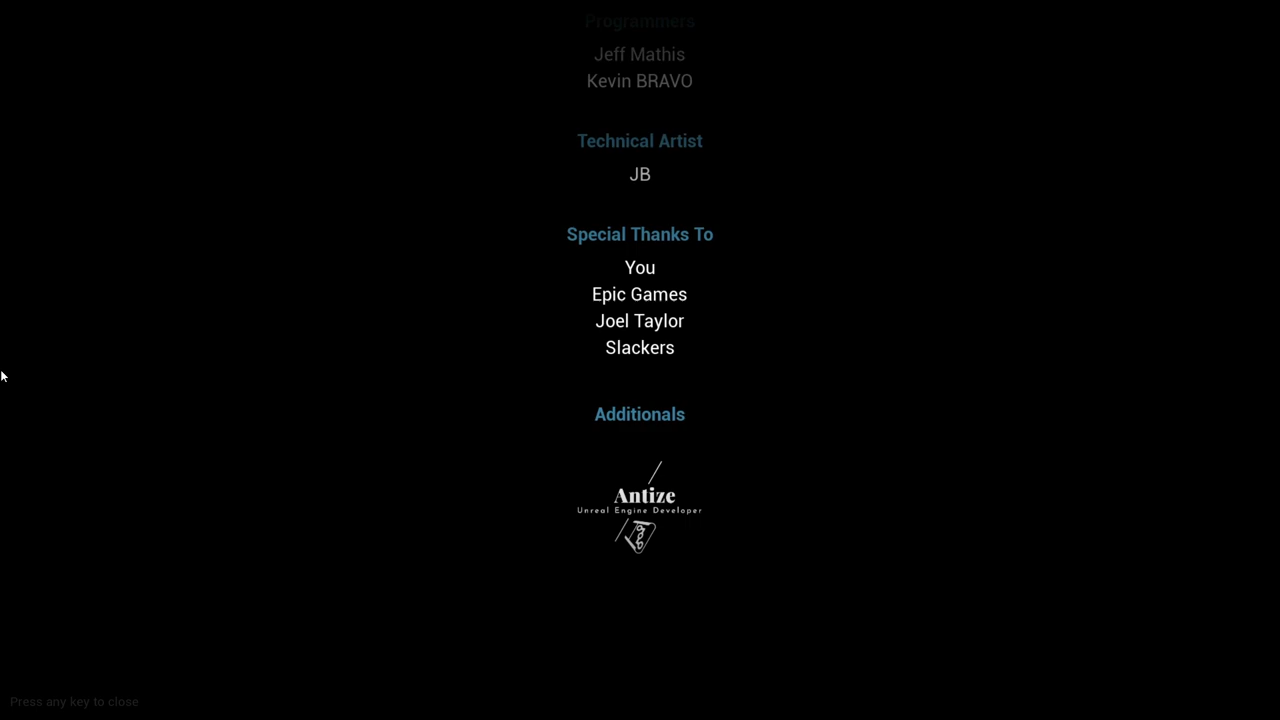 Programmers
Jeff Mathis
Kevin BRAVO
Technical Artist
JB
Special Thanks To
You
Epic Games
Joel Taylor
Slackers
Additionals
Antize
Unreal Engine Developer
Press any key to close